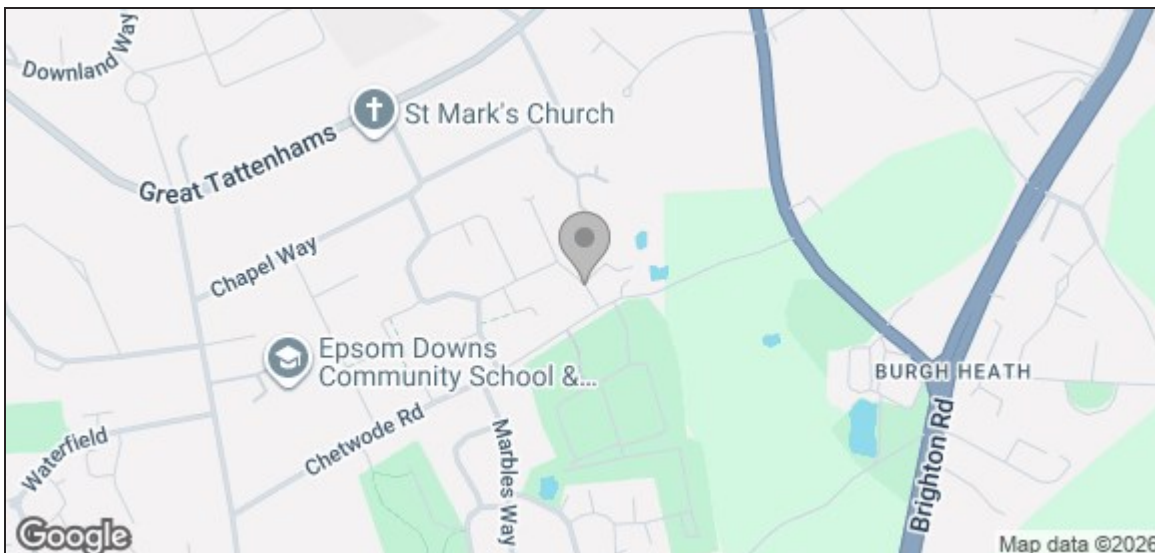 Downland Way
St Mark's Church
Great Tattenhams
Chapel Way
Epsom Downs
Community School &...
BURGH HEATH
Chetwode Rd
Marbles Way
Waterfield
Brighton Rd
Google
Map data ©2026